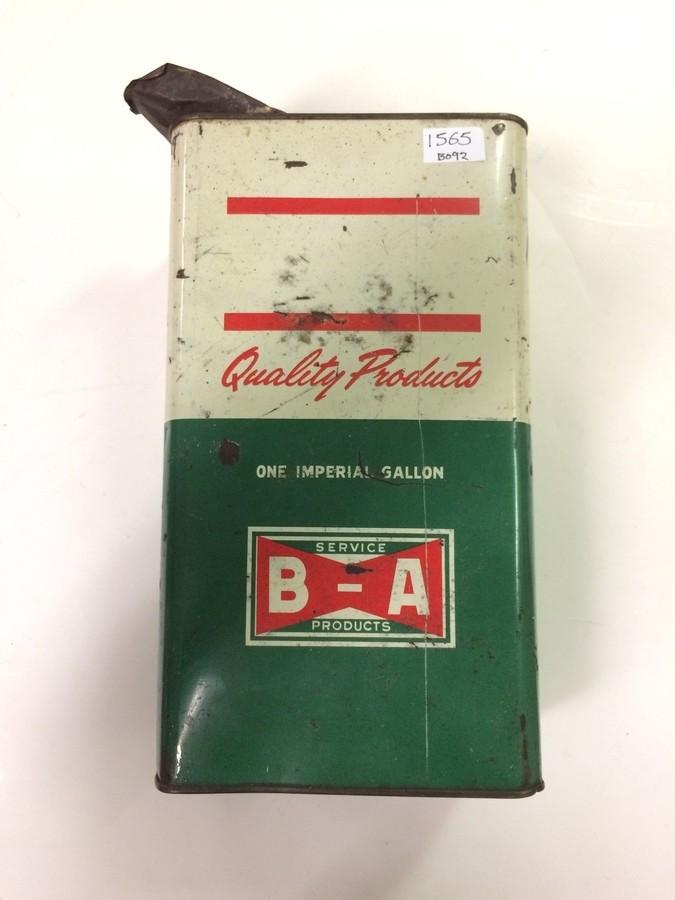 1565
B092
Quality Products
ONE IMPERIAL GALLON
SERVICE
B-A
PRODUCTS